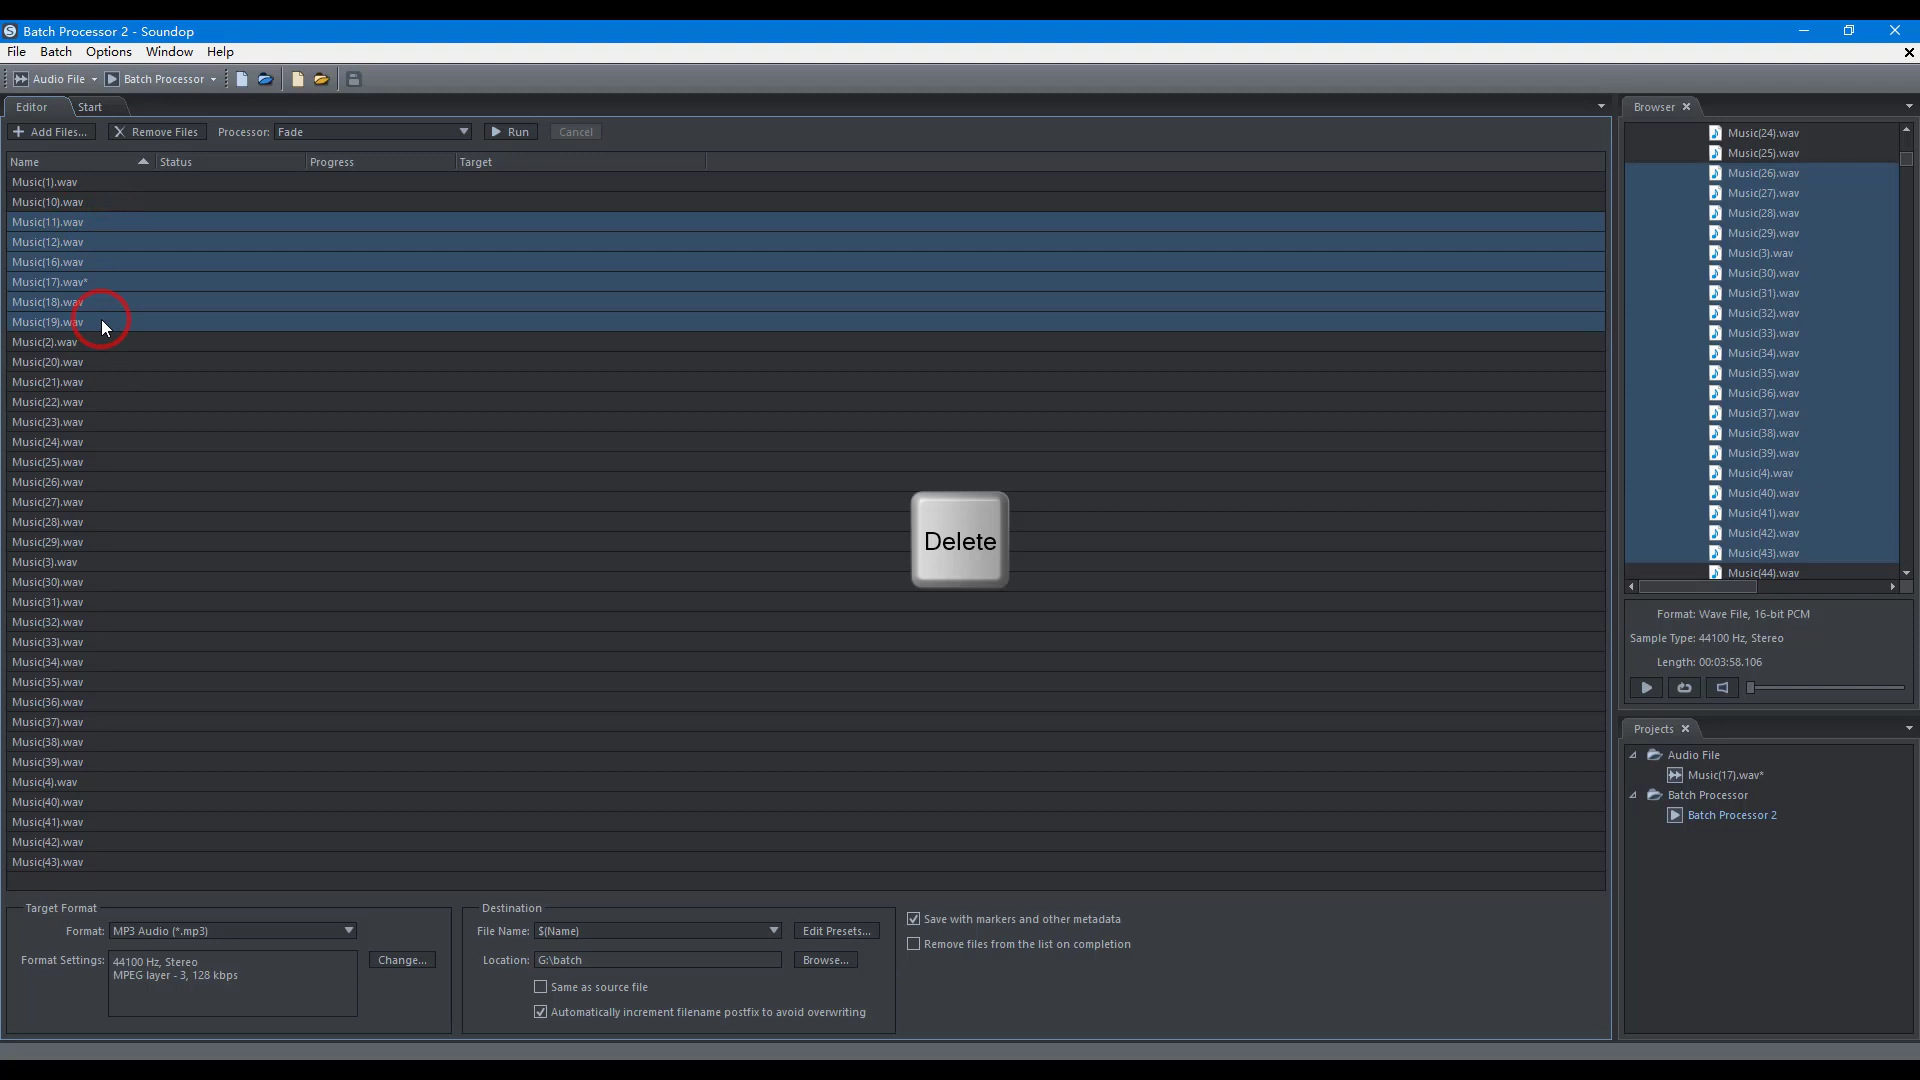 Batch Processor 2 - Soundop
File Batch Options Window Help
Audio File Batch Processor
Editor Start
Add Files... Remove Files Processor: Fade Run Cancel
Name Status Progress Target
Music(1).wav
Music(10).wav
Music(11).wav
Music(12).wav
Music(16).wav
Music(17).wav*
Music(18).wav
Music(19).wav
Music(2).wav
Music(20).wav
Music(21).wav
Music(22).wav
Music(23).wav
Music(24).wav
Music(25).wav
Music(26).wav
Music(27).wav
Music(28).wav
Music(29).wav
Music(3).wav
Music(30).wav
Music(31).wav
Music(32).wav
Music(33).wav
Music(34).wav
Music(35).wav
Music(36).wav
Music(37).wav
Music(38).wav
Music(39).wav
Music(4).wav
Music(40).wav
Music(41).wav
Music(42).wav
Music(43).wav
Delete
Target Format
Format: MP3 Audio (*.mp3)
Format Settings: 44100 Hz, Stereo
MPEG layer - 3, 128 kbps
Change...
Destination
File Name: $(Name) Edit Presets...
Location: G:\batch Browse...
Same as source file
Automatically increment filename postfix to avoid overwriting
Save with markers and other metadata
Remove files from the list on completion
Browser
Music(24).wav
Music(25).wav
Music(26).wav
Music(27).wav
Music(28).wav
Music(29).wav
Music(3).wav
Music(30).wav
Music(31).wav
Music(32).wav
Music(33).wav
Music(34).wav
Music(35).wav
Music(36).wav
Music(37).wav
Music(38).wav
Music(39).wav
Music(4).wav
Music(40).wav
Music(41).wav
Music(42).wav
Music(43).wav
Music(44).wav
Format: Wave File, 16-bit PCM
Sample Type: 44100 Hz, Stereo
Length: 00:03:58.106
Projects
Audio File
Music(17).wav*
Batch Processor
Batch Processor 2